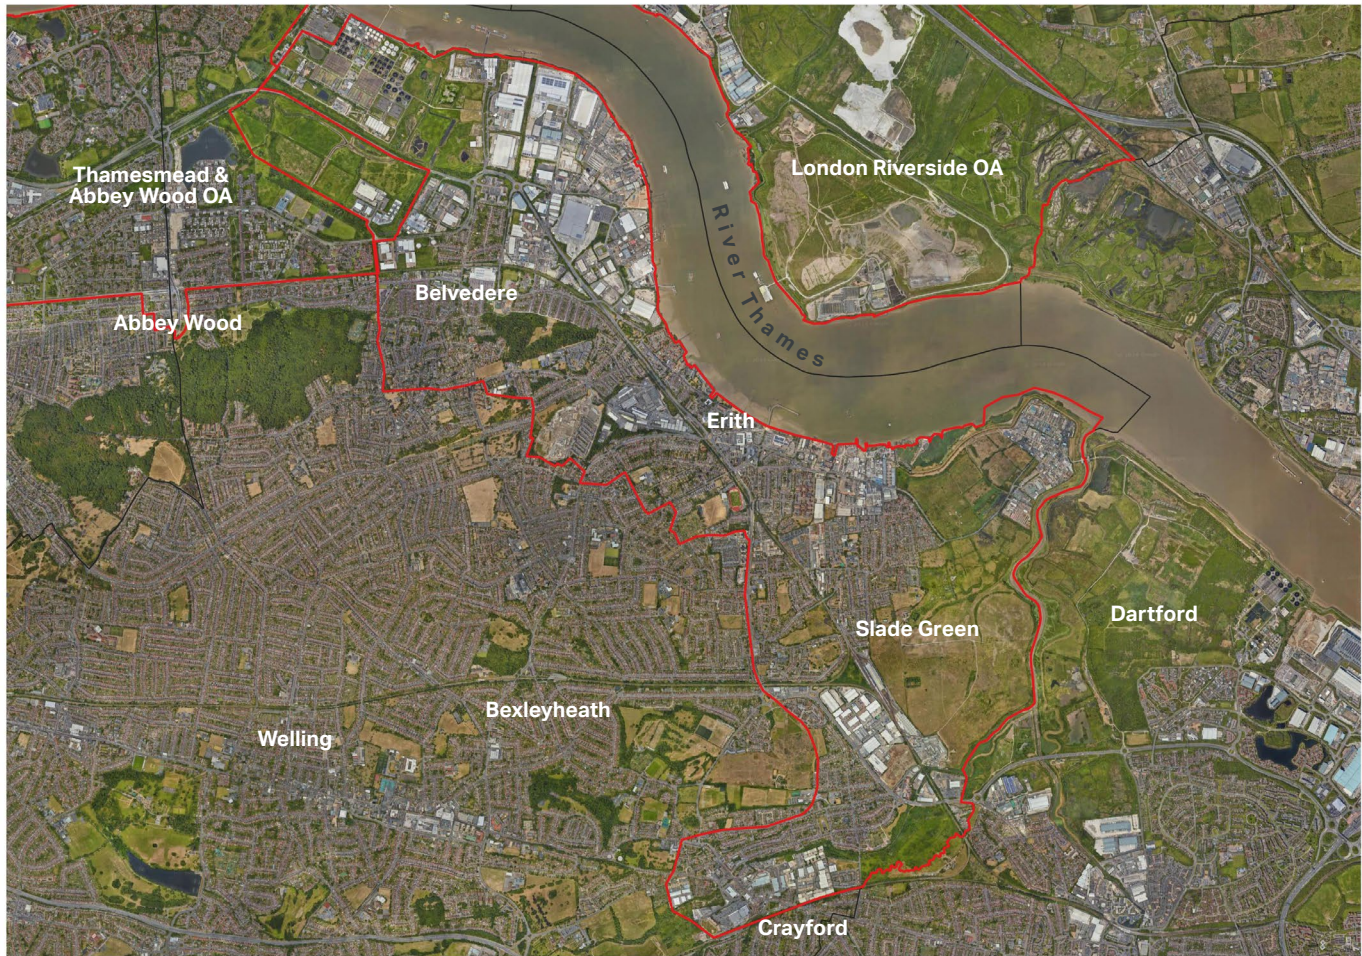 London Riverside OA
Thamesmead &
Abbey Wood OA
River Thames
Belvedere
Abbey Wood
Erith
Dartford
Slade Green
Bexleyheath
Welling
Crayford